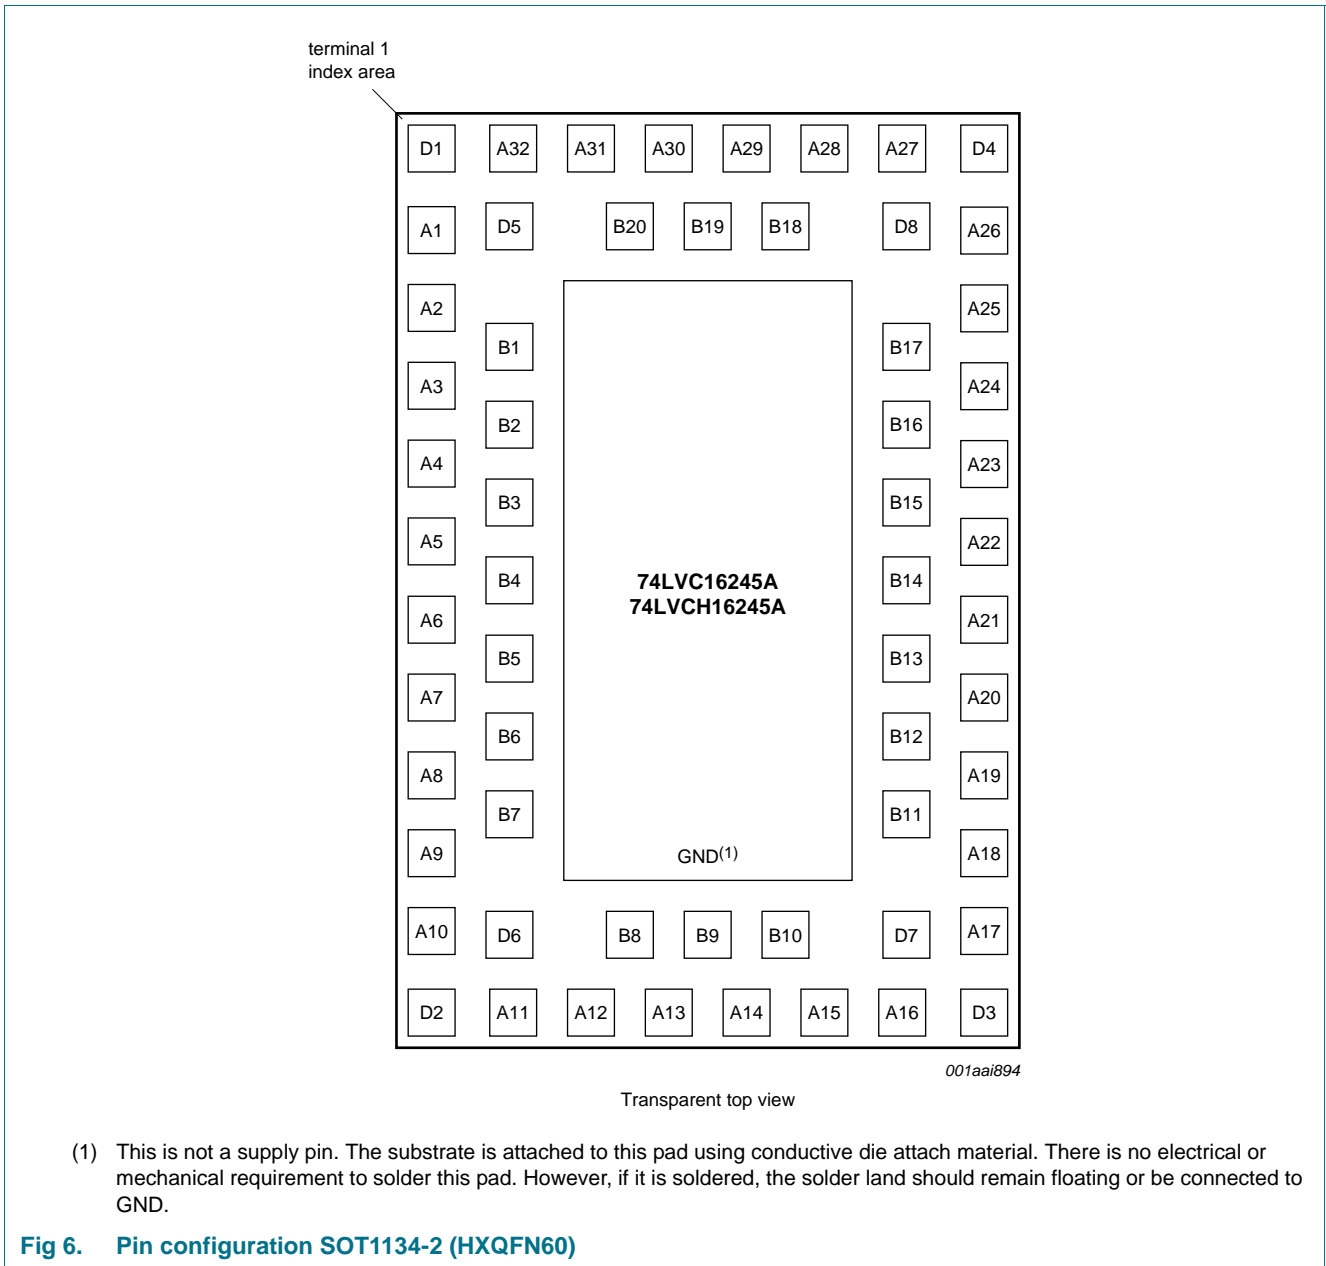 terminal 1
index area
D1 A32 A31 A30 A29 A28 A27 D4
A1 D5 B20 B19 B18 D8 A26
A2 A25
B1 B17
A3 A24
B2 B16
A4 A23
B3 B15
A5 A22
B4 74LVC16245A B14
74LVCH16245A
A6 A21
B5 B13
A7 A20
B6 B12
A8 A19
B7 B11
A9 GND(1) A18
A10 D6 B8 B9 B10 D7 A17
D2 A11 A12 A13 A14 A15 A16 D3
001aai894
Transparent top view
(1) This is not a supply pin. The substrate is attached to this pad using conductive die attach material. There is no electrical or
mechanical requirement to solder this pad. However, if it is soldered, the solder land should remain floating or be connected to
GND.
Fig 6. Pin configuration SOT1134-2 (HXQFN60)